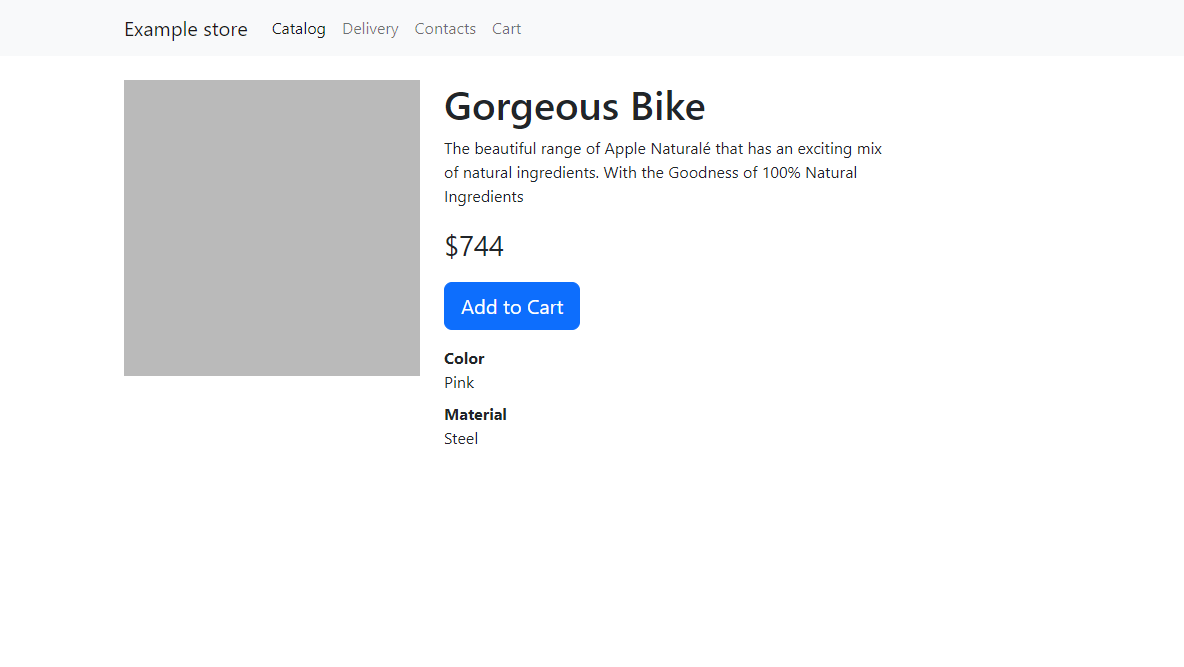 Example store Catalog Delivery Contacts Cart
Gorgeous Bike
The beautiful range of Apple Naturalé that has an exciting mix
of natural ingredients. With the Goodness of 100% Natural
Ingredients
$744
Add to Cart
Color
Pink
Material
Steel